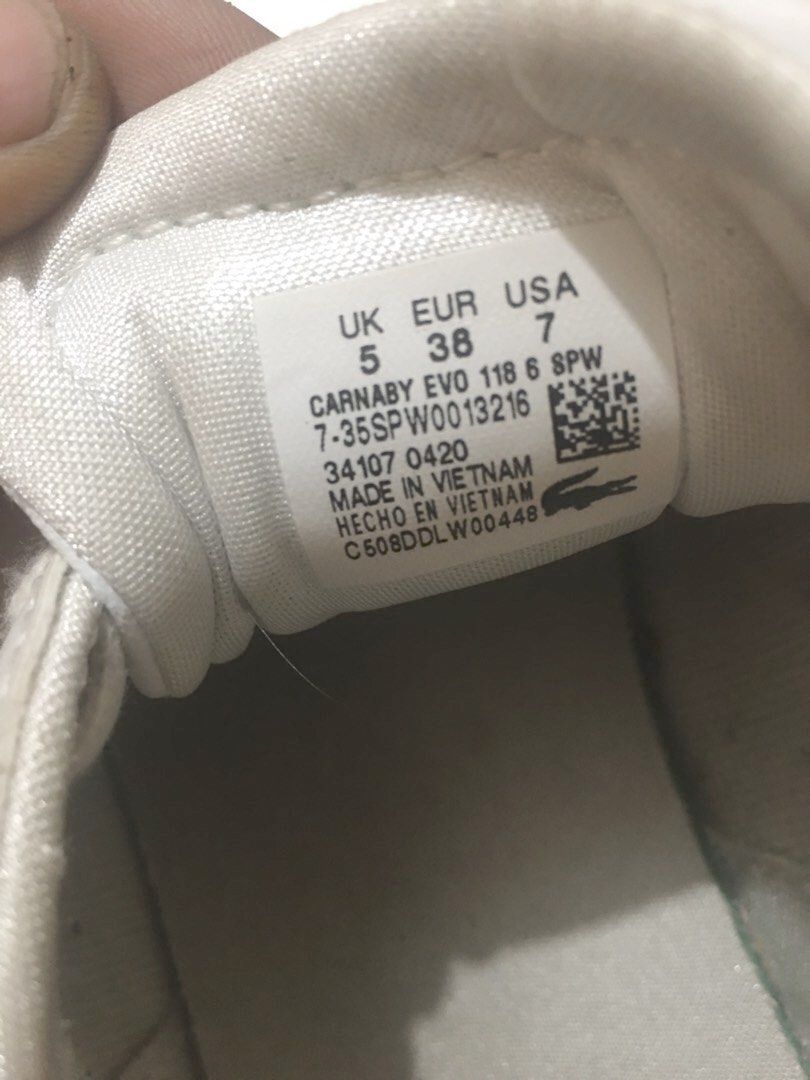 UK EUR USA
5 38 7
CARNABY EVO 118 6 SPW
7-35SPW0013216
34107 0420
MADE IN VIETNAM
HECHO EN VIETNAM
C508DDLW00448